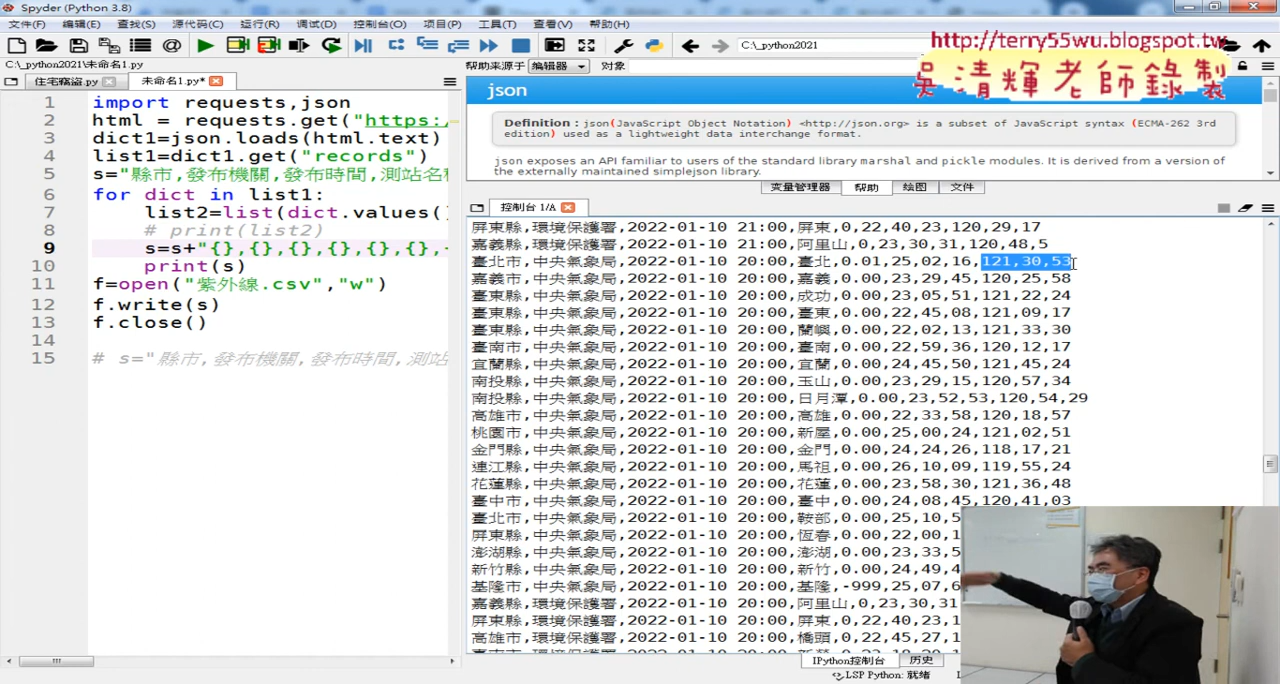 Spyder (Python 3.8)
文件(F) 编辑(E) 查找(S) 源代码(C) 运行(R) 调试(D) 控制台(O) 项目(P) 工具(T) 查看(V) 帮助(H)
C:\_python2021
http://terry55wu.blogspot.tw
吳清輝老師錄製
C:\_python2021\未命名1.py
帮助来源于 编辑器 对象
住宅竊盜.py 未命名1.py*
1 import requests,json
2 html = requests.get("https:/
3 dict1=json.loads(html.text)
4 list1=dict1.get("records")
5 s="縣市,發布機關,發布時間,測站名稱
6 for dict in list1:
7 list2=list(dict.values()
8 # print(list2)
9 s=s+"{},{},{},{},{},{},
10 print(s)
11 f=open("紫外線.csv","w")
12 f.write(s)
13 f.close()
14
15 # s="縣市,發布機關,發布時間,測站
json
Definition : json(JavaScript Object Notation) <http://json.org> is a subset of JavaScript syntax (ECMA-262 3rd
edition) used as a lightweight data interchange format.
json exposes an API familiar to users of the standard library marshal and pickle modules. It is derived from a version of
the externally maintained simplejson library.
变量管理器 帮助 绘图 文件
控制台 1/A
屏東縣,環境保護署,2022-01-10 21:00,屏東,0,22,40,23,120,29,17
嘉義縣,環境保護署,2022-01-10 21:00,阿里山,0,23,30,31,120,48,5
臺北市,中央氣象局,2022-01-10 20:00,臺北,0.01,25,02,16,121,30,53
嘉義市,中央氣象局,2022-01-10 20:00,嘉義,0.00,23,29,45,120,25,58
臺東縣,中央氣象局,2022-01-10 20:00,成功,0.00,23,05,51,121,22,24
臺東縣,中央氣象局,2022-01-10 20:00,臺東,0.00,22,45,08,121,09,17
臺東縣,中央氣象局,2022-01-10 20:00,蘭嶼,0.00,22,02,13,121,33,30
臺南市,中央氣象局,2022-01-10 20:00,臺南,0.00,22,59,36,120,12,17
宜蘭縣,中央氣象局,2022-01-10 20:00,宜蘭,0.00,24,45,50,121,45,24
南投縣,中央氣象局,2022-01-10 20:00,玉山,0.00,23,29,15,120,57,34
南投縣,中央氣象局,2022-01-10 20:00,日月潭,0.00,23,52,53,120,54,29
高雄市,中央氣象局,2022-01-10 20:00,高雄,0.00,22,33,58,120,18,57
桃園市,中央氣象局,2022-01-10 20:00,新屋,0.00,25,00,24,121,02,51
金門縣,中央氣象局,2022-01-10 20:00,金門,0.00,24,24,26,118,17,21
連江縣,中央氣象局,2022-01-10 20:00,馬祖,0.00,26,10,09,119,55,24
花蓮縣,中央氣象局,2022-01-10 20:00,花蓮,0.00,23,58,30,121,36,48
臺中市,中央氣象局,2022-01-10 20:00,臺中,0.00,24,08,45,120,41,03
臺北市,中央氣象局,2022-01-10 20:00,鞍部,0.00,25,10,5
屏東縣,中央氣象局,2022-01-10 20:00,恆春,0.00,22,00,1
澎湖縣,中央氣象局,2022-01-10 20:00,澎湖,0.00,23,33,5
新竹縣,中央氣象局,2022-01-10 20:00,新竹,0.00,24,49,4
基隆市,中央氣象局,2022-01-10 20:00,基隆,-999,25,07,6
嘉義縣,環境保護署,2022-01-10 20:00,阿里山,0,23,30,31
屏東縣,環境保護署,2022-01-10 20:00,屏東,0,22,40,23,1
高雄市,環境保護署,2022-01-10 20:00,橋頭,0,22,45,27,1
IPython控制台 历史
LSP Python: 就绪